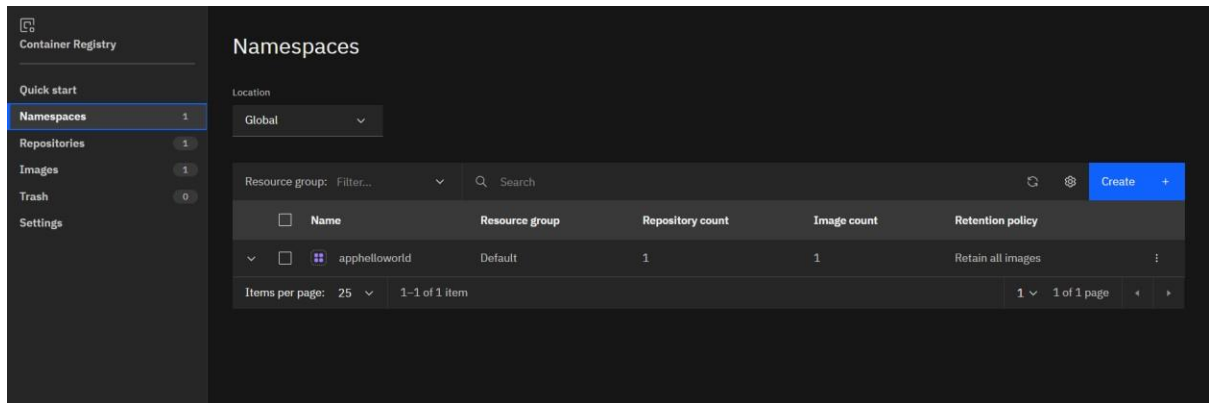 Container Registry
Quick start
Namespaces 1
Repositories 1
Images 1
Trash 0
Settings
Namespaces
Location
Global
Resource group: Filter... Search Create +
Name Resource group Repository count Image count Retention policy
apphelloworld Default 1 1 Retain all images
Items per page: 25 1–1 of 1 item 1 1 of 1 page